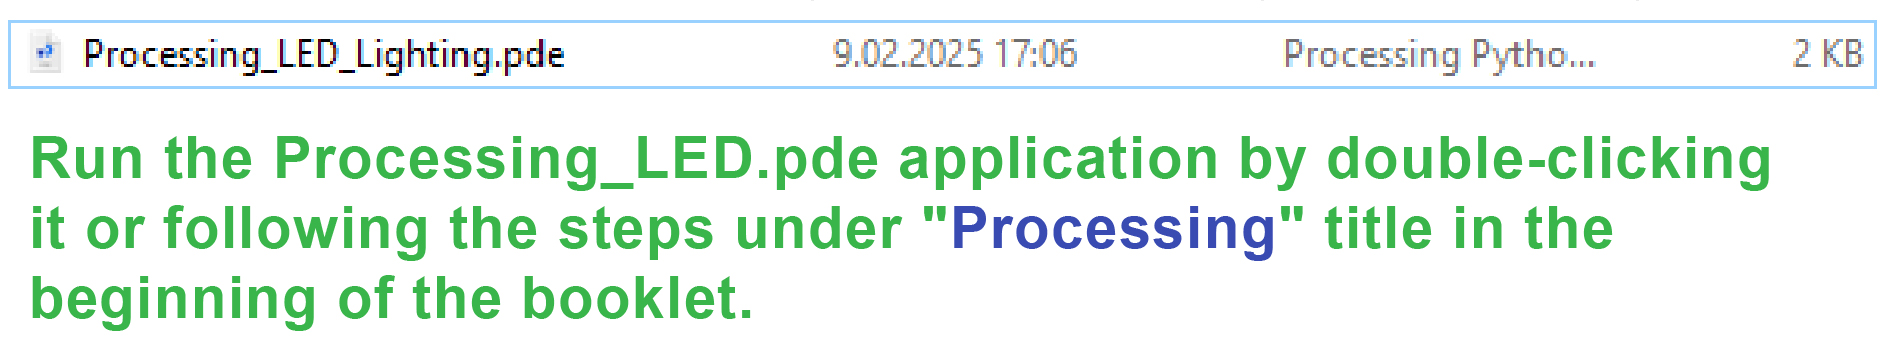 Processing_LED_Lighting.pde 9.02.2025 17:06 Processing Pytho... 2 KB
Run the Processing_LED.pde application by double-clicking
it or following the steps under "Processing" title in the
beginning of the booklet.